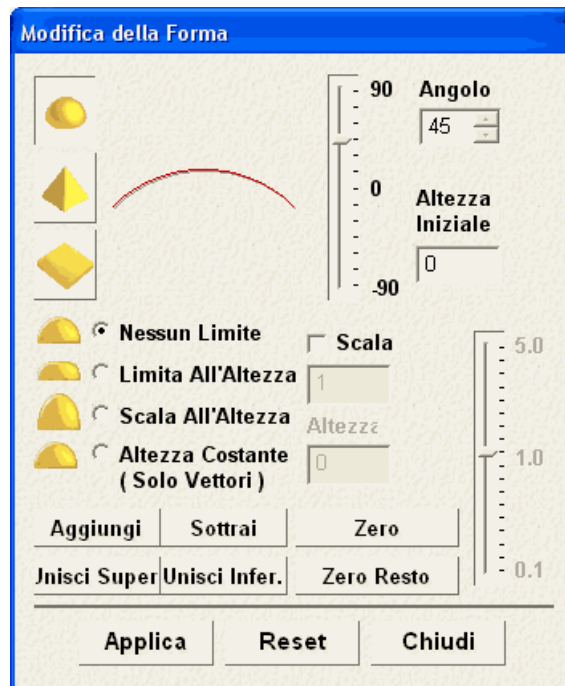 Modifica della Forma
90
Angolo
45
0
Altezza
Iniziale
0
-90
Nessun Limite
Scala
5.0
Limita All'Altezza
1
Scala All'Altezza
Altezza
Altezza Costante
( Solo Vettori )
0
1.0
Aggiungi
Sottrai
Zero
Jnisci Super
Unisci Infer.
Zero Resto
0.1
Applica
Reset
Chiudi